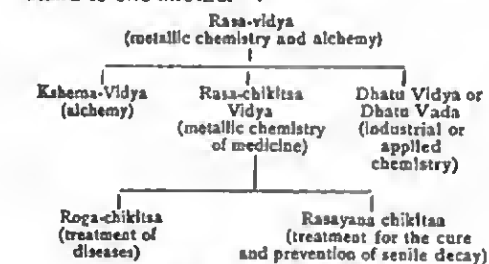 Rasa-vidya
(metallic chemistry and alchemy)
Kshema-Vidya
(alchemy)
Rasa-chikitsa
Vidya
(metallic chemistry
of medicine)
Dhatu Vidya or
Dhatu Vada
(industrial or
applied
chemistry)
Roga-chikitsa
(treatment of
diseases)
Rasayana chikitsa
(treatment for the cure
and prevention of senile decay)